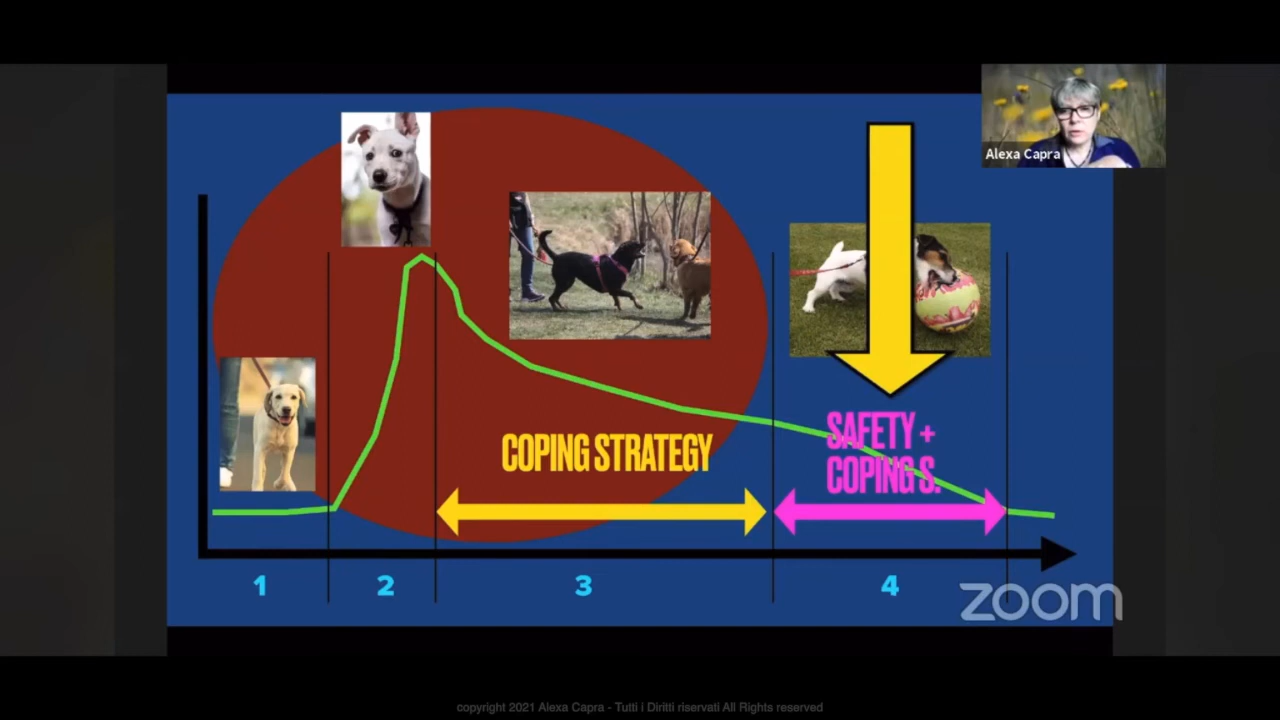 Alexa Capra
COPING STRATEGY
SAFETY +
COPING S.
1
2
3
4
zoom
copyright 2021 Alexa Capra - Tutti i Diritti riservati All Rights reserved